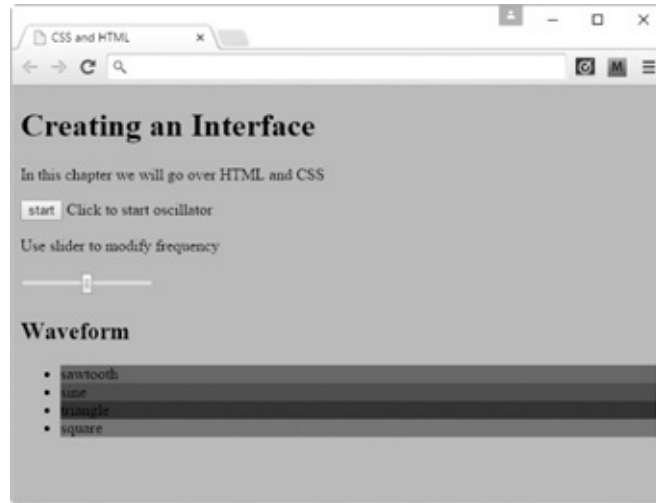 CSS and HTML
M
Creating an Interface
In this chapter we will go over HTML and CSS
start Click to start oscillator
Use slider to modify frequency
Waveform
sawtooth
sine
triangle
square